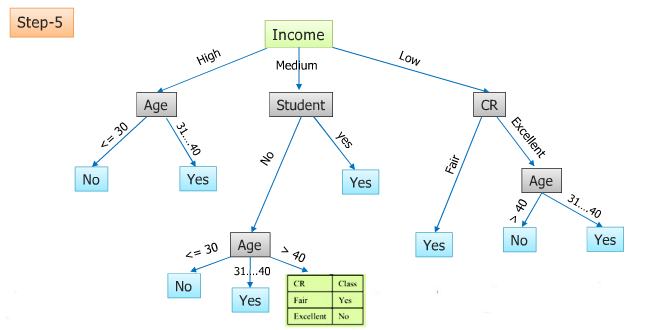 Step-5
Income
High
Medium
Low
Age
Student
CR
<= 30
31....40
No
yes
Fair
Excellent
No
Yes
Yes
Age
> 40
31....40
Age
<= 30
31....40
> 40
Yes
No
Yes
No
Yes
CR Class
Fair Yes
Excellent No